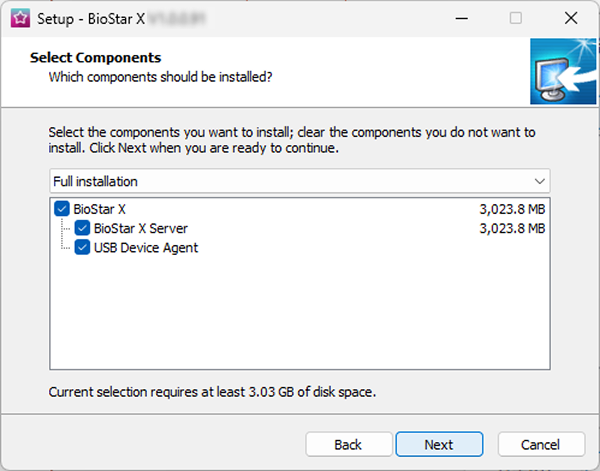 Setup - BioStar X
Select Components
Which components should be installed?
Select the components you want to install; clear the components you do not want to
install. Click Next when you are ready to continue.
Full installation
BioStar X 3,023.8 MB
BioStar X Server 3,023.8 MB
USB Device Agent
Current selection requires at least 3.03 GB of disk space.
Back Next Cancel